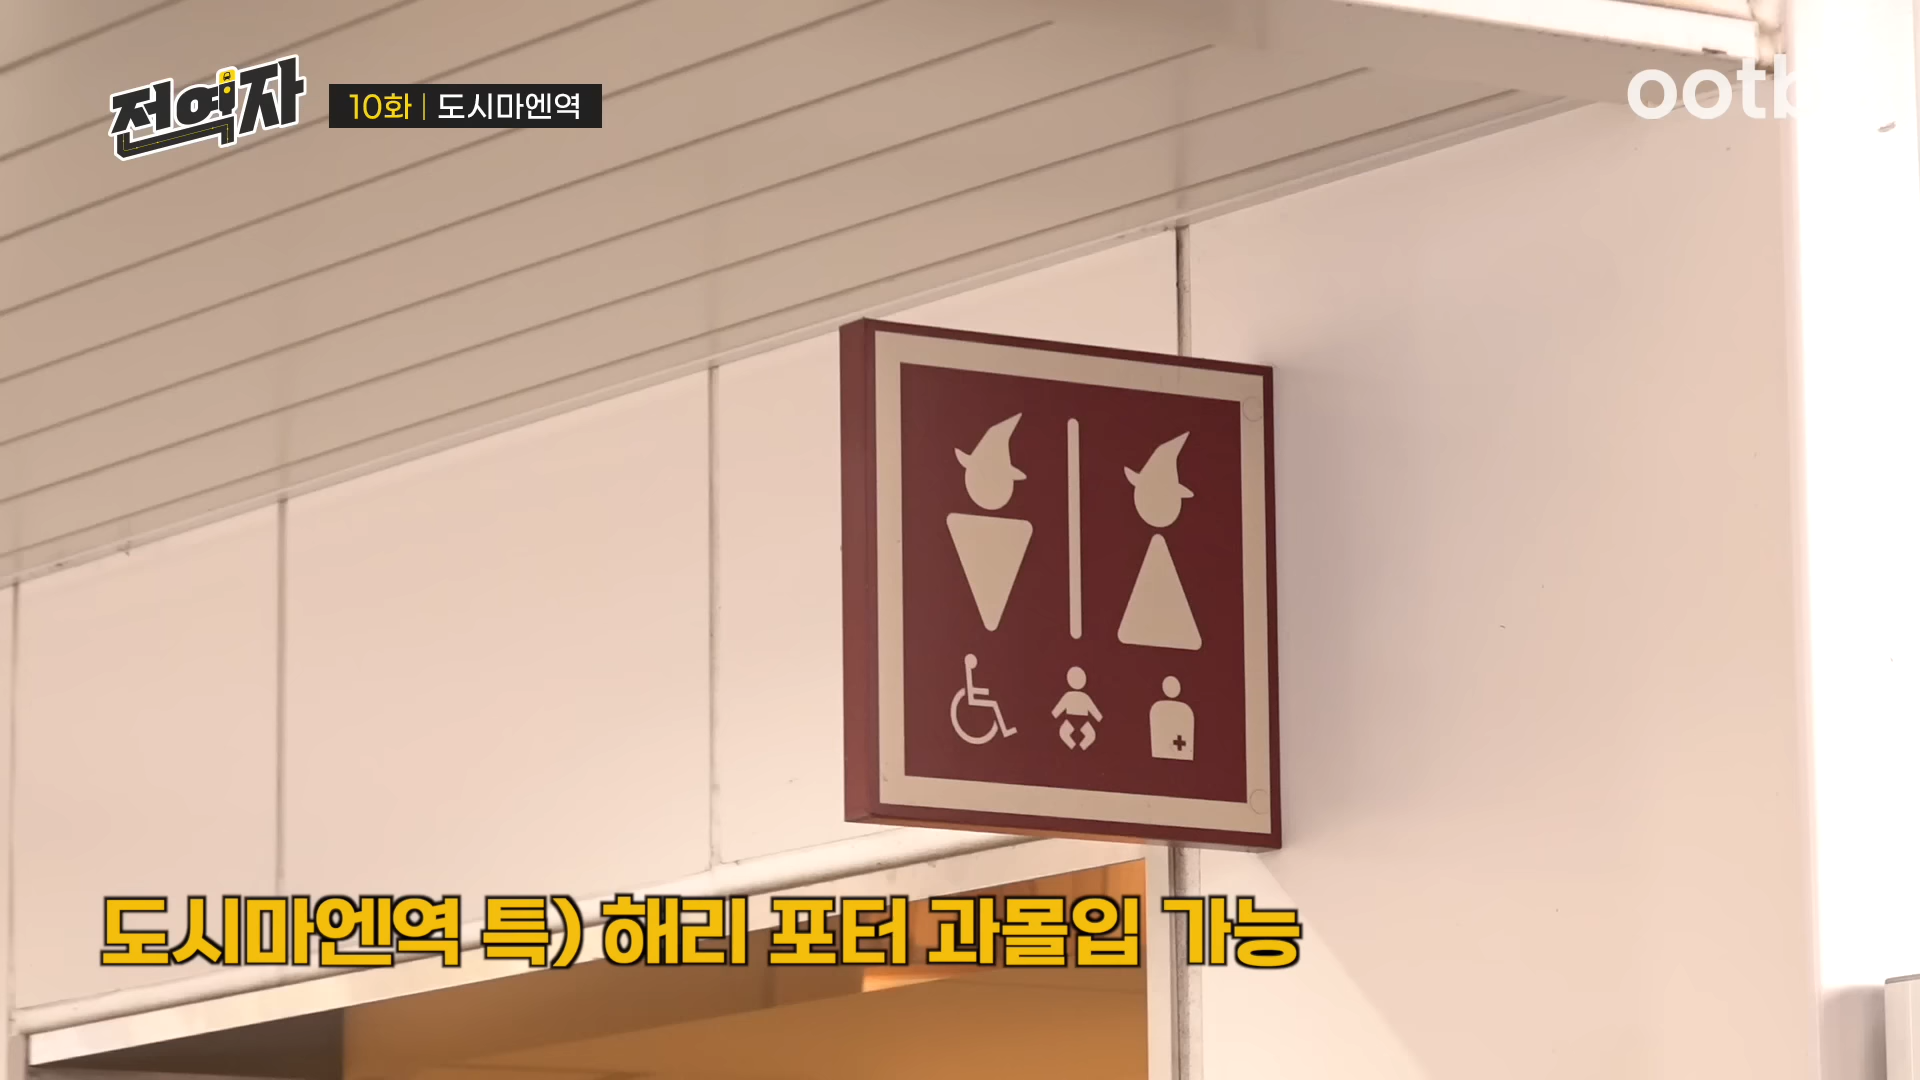 전역자
10화 | 도시마엔역
ootb
도시마엔역 특) 해리 포터 과몰입 가능